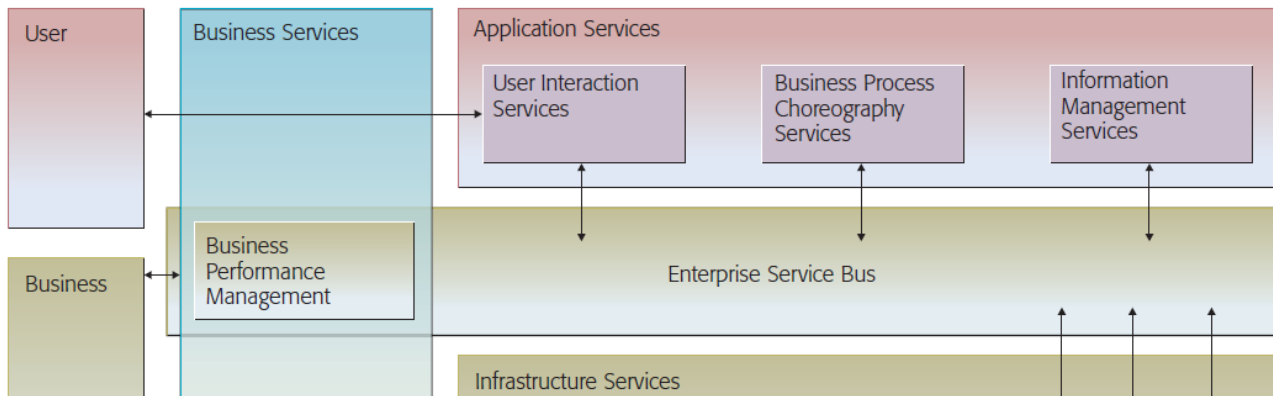 User
Business Services
Application Services
User Interaction
Services
Business Process
Choreography
Services
Information
Management
Services
Business
Performance
Management
Enterprise Service Bus
Business
Infrastructure Services